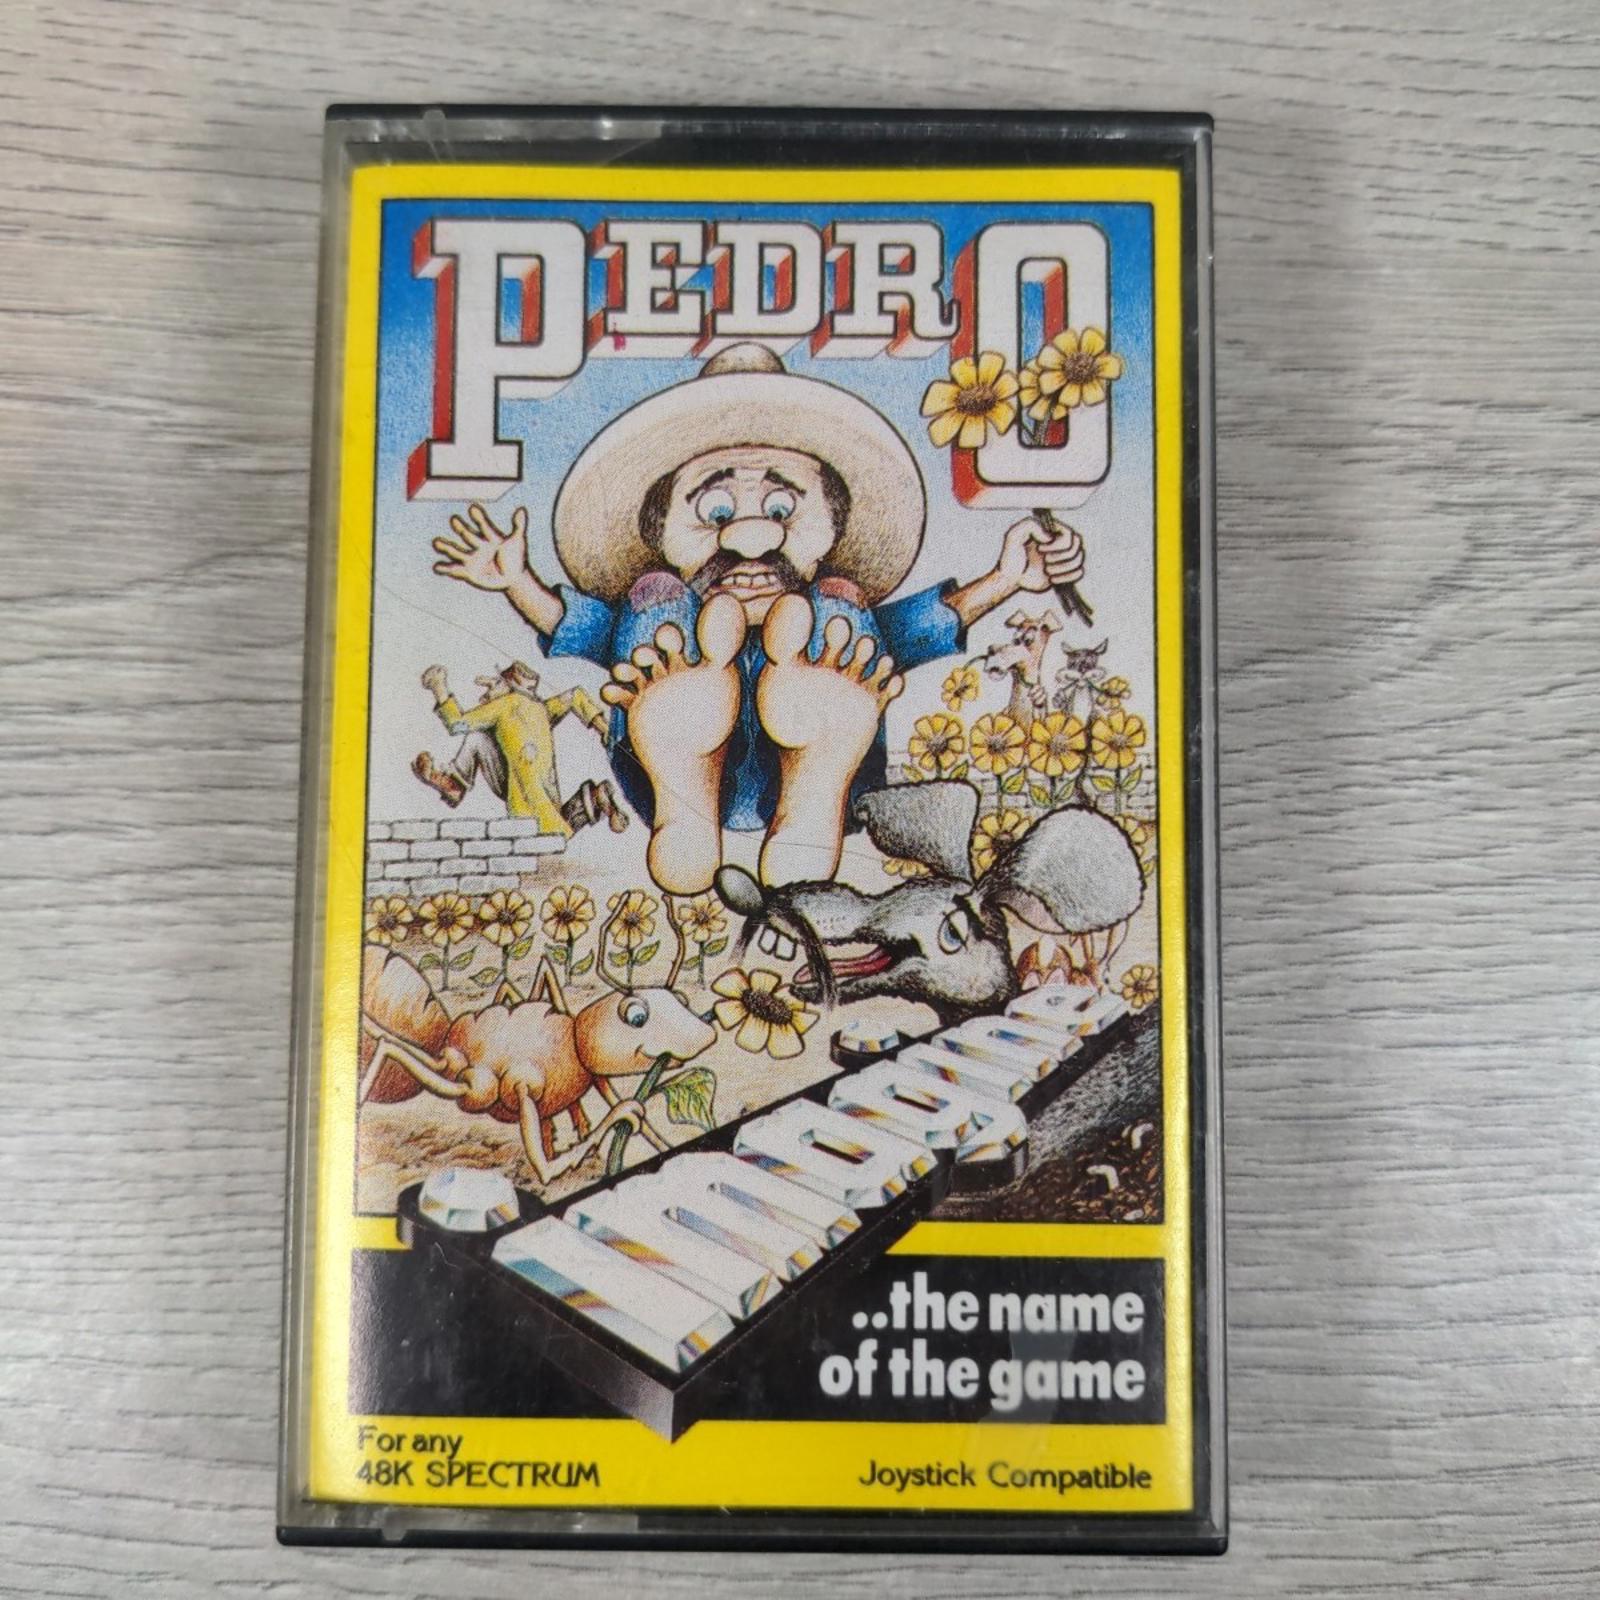 PEDRO
imagine
..the name
of the game
For any
48K SPECTRUM
Joystick Compatible